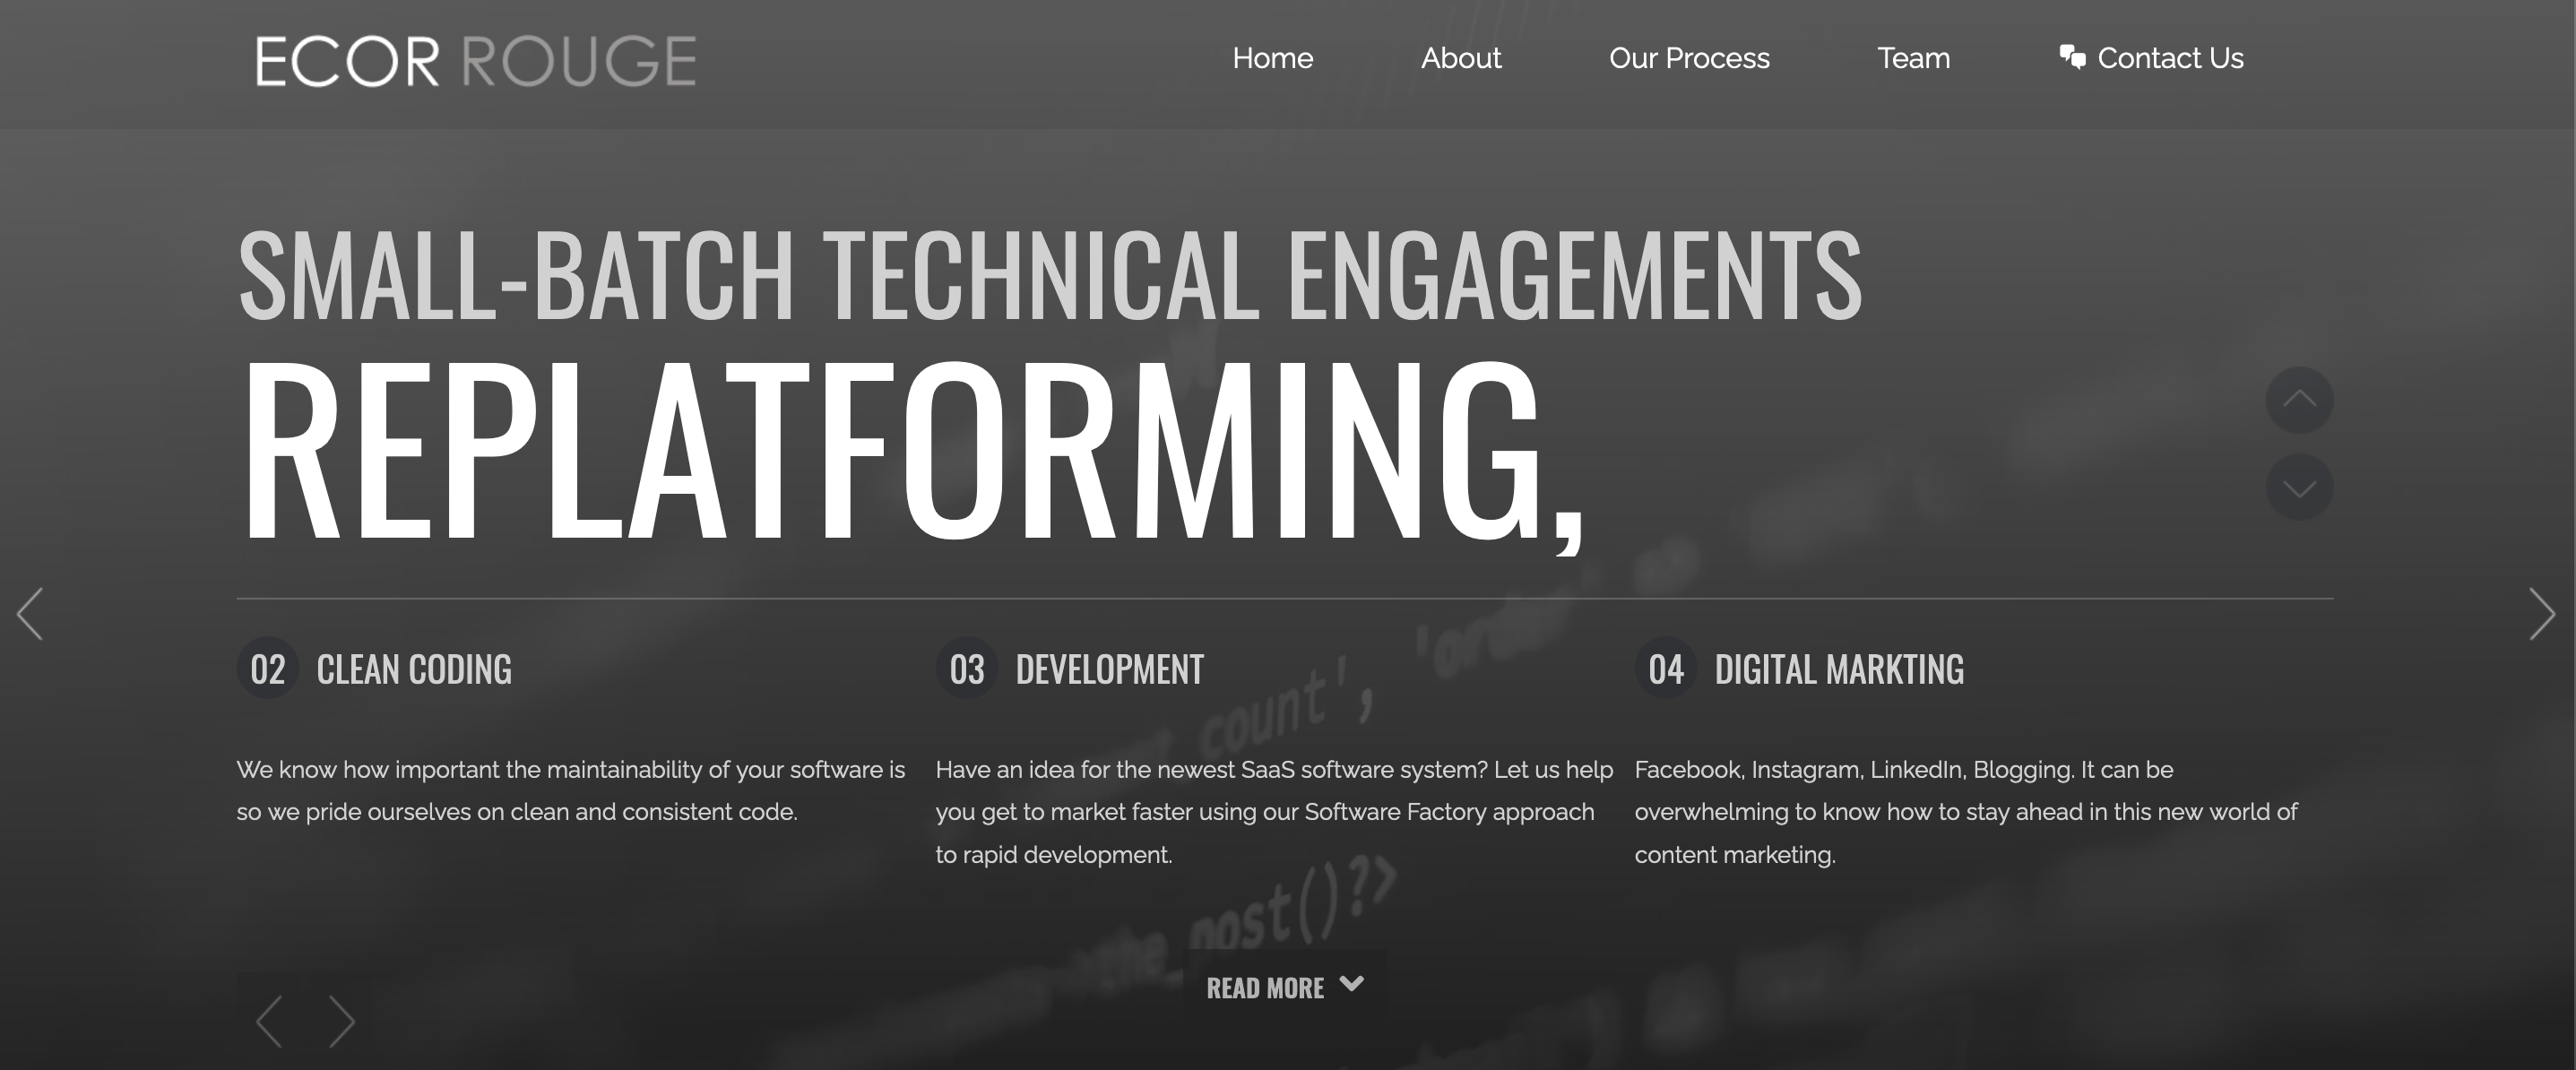 ECOR ROUGE
Home
About
Our Process
Team
Contact Us
SMALL-BATCH TECHNICAL ENGAGEMENTS
REPLATFORMING,
02 CLEAN CODING
We know how important the maintainability of your software is
so we pride ourselves on clean and consistent code.
03 DEVELOPMENT
Have an idea for the newest SaaS software system? Let us help
you get to market faster using our Software Factory approach
to rapid development.
04 DIGITAL MARKTING
Facebook, Instagram, LinkedIn, Blogging. It can be
overwhelming to know how to stay ahead in this new world of
content marketing.
count', 'order' =>
the_post()?>
READ MORE